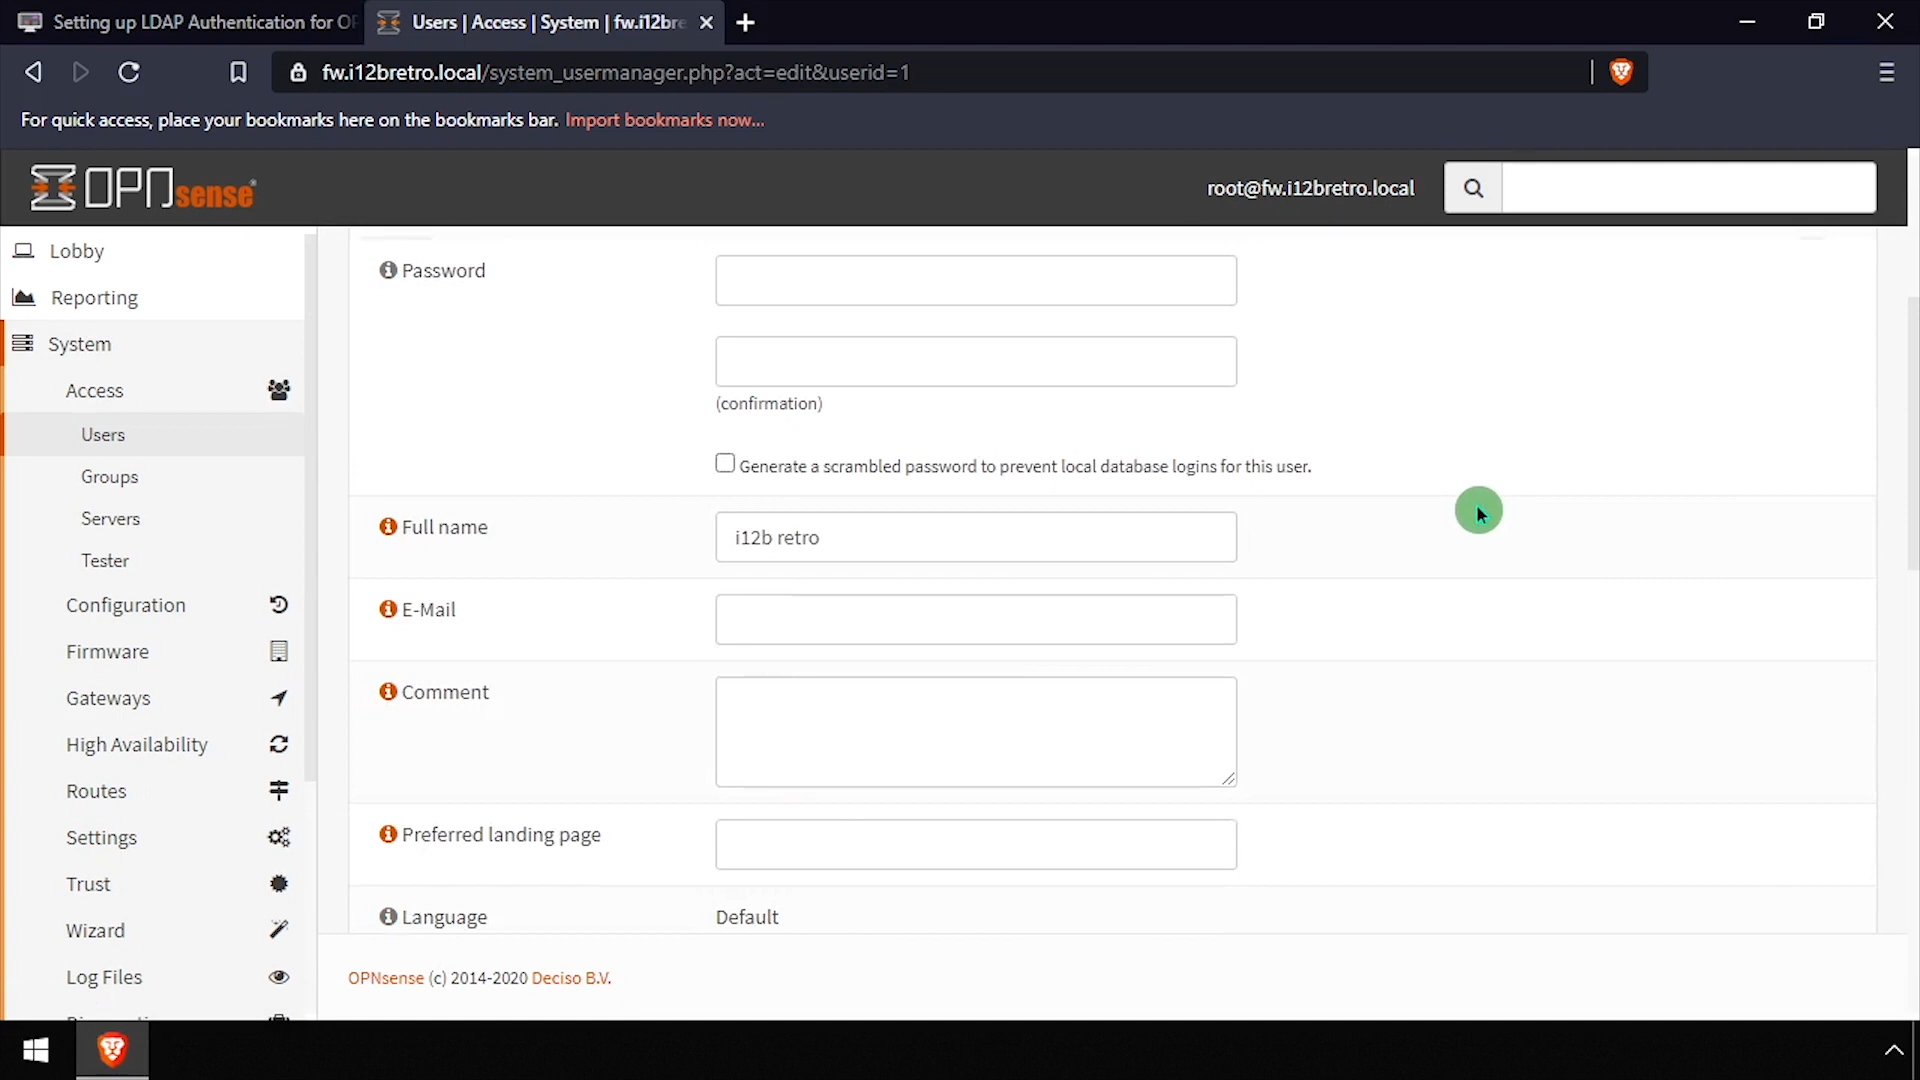 Setting up LDAP Authentication for OP
Users | Access | System | fw.i12bre
fw.i12bretro.local/system_usermanager.php?act=edit&userid=1
For quick access, place your bookmarks here on the bookmarks bar. Import bookmarks now...
OPNsense
root@fw.i12bretro.local
Lobby
Reporting
System
Access
Users
Groups
Servers
Tester
Configuration
Firmware
Gateways
High Availability
Routes
Settings
Trust
Wizard
Log Files
Password
(confirmation)
Generate a scrambled password to prevent local database logins for this user.
Full name
i12b retro
E-Mail
Comment
Preferred landing page
Language
Default
OPNsense (c) 2014-2020 Deciso B.V.